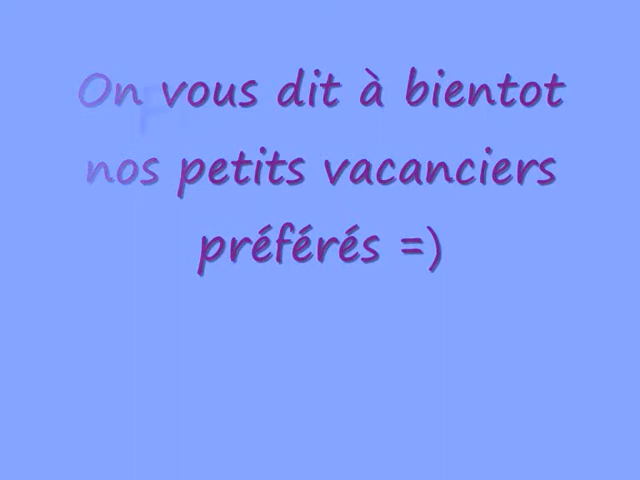 On vous dit à bientot
nos petits vacanciers
préférés =)